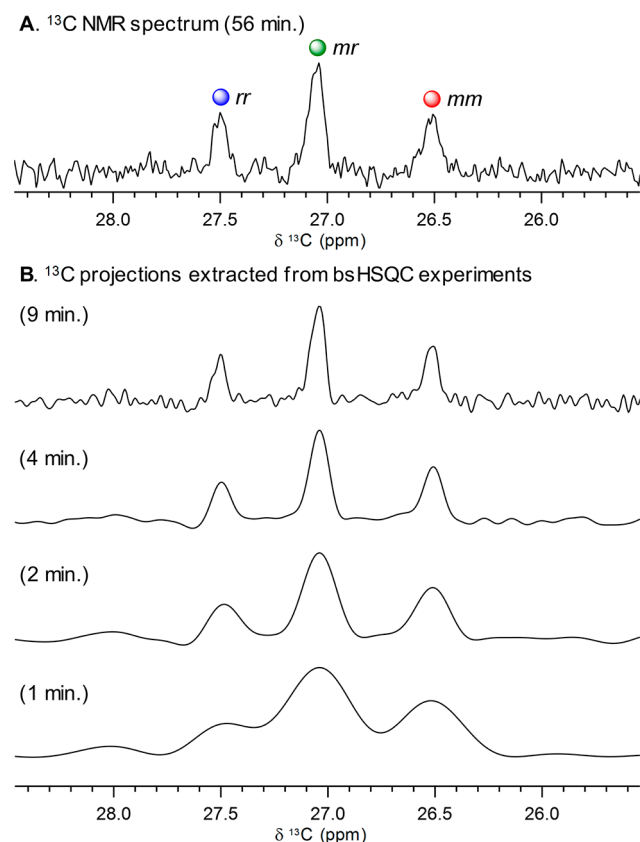 A. ¹³C NMR spectrum (56 min.)
rr
mr
mm
28.0 27.5 27.0 26.5 26.0
δ ¹³C (ppm)
B. ¹³C projections extracted from bsHSQC experiments
(9 min.)
(4 min.)
(2 min.)
(1 min.)
28.0 27.5 27.0 26.5 26.0
δ ¹³C (ppm)